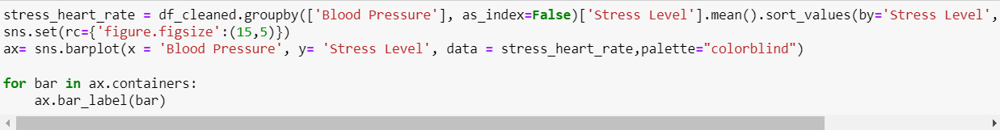 stress_heart_rate = df_cleaned.groupby(['Blood Pressure'], as_index=False)['Stress Level'].mean().sort_values(by='Stress Level',
sns.set(rc={'figure.figsize':(15,5)})
ax= sns.barplot(x = 'Blood Pressure', y= 'Stress Level', data = stress_heart_rate,palette="colorblind")
for bar in ax.containers:
    ax.bar_label(bar)